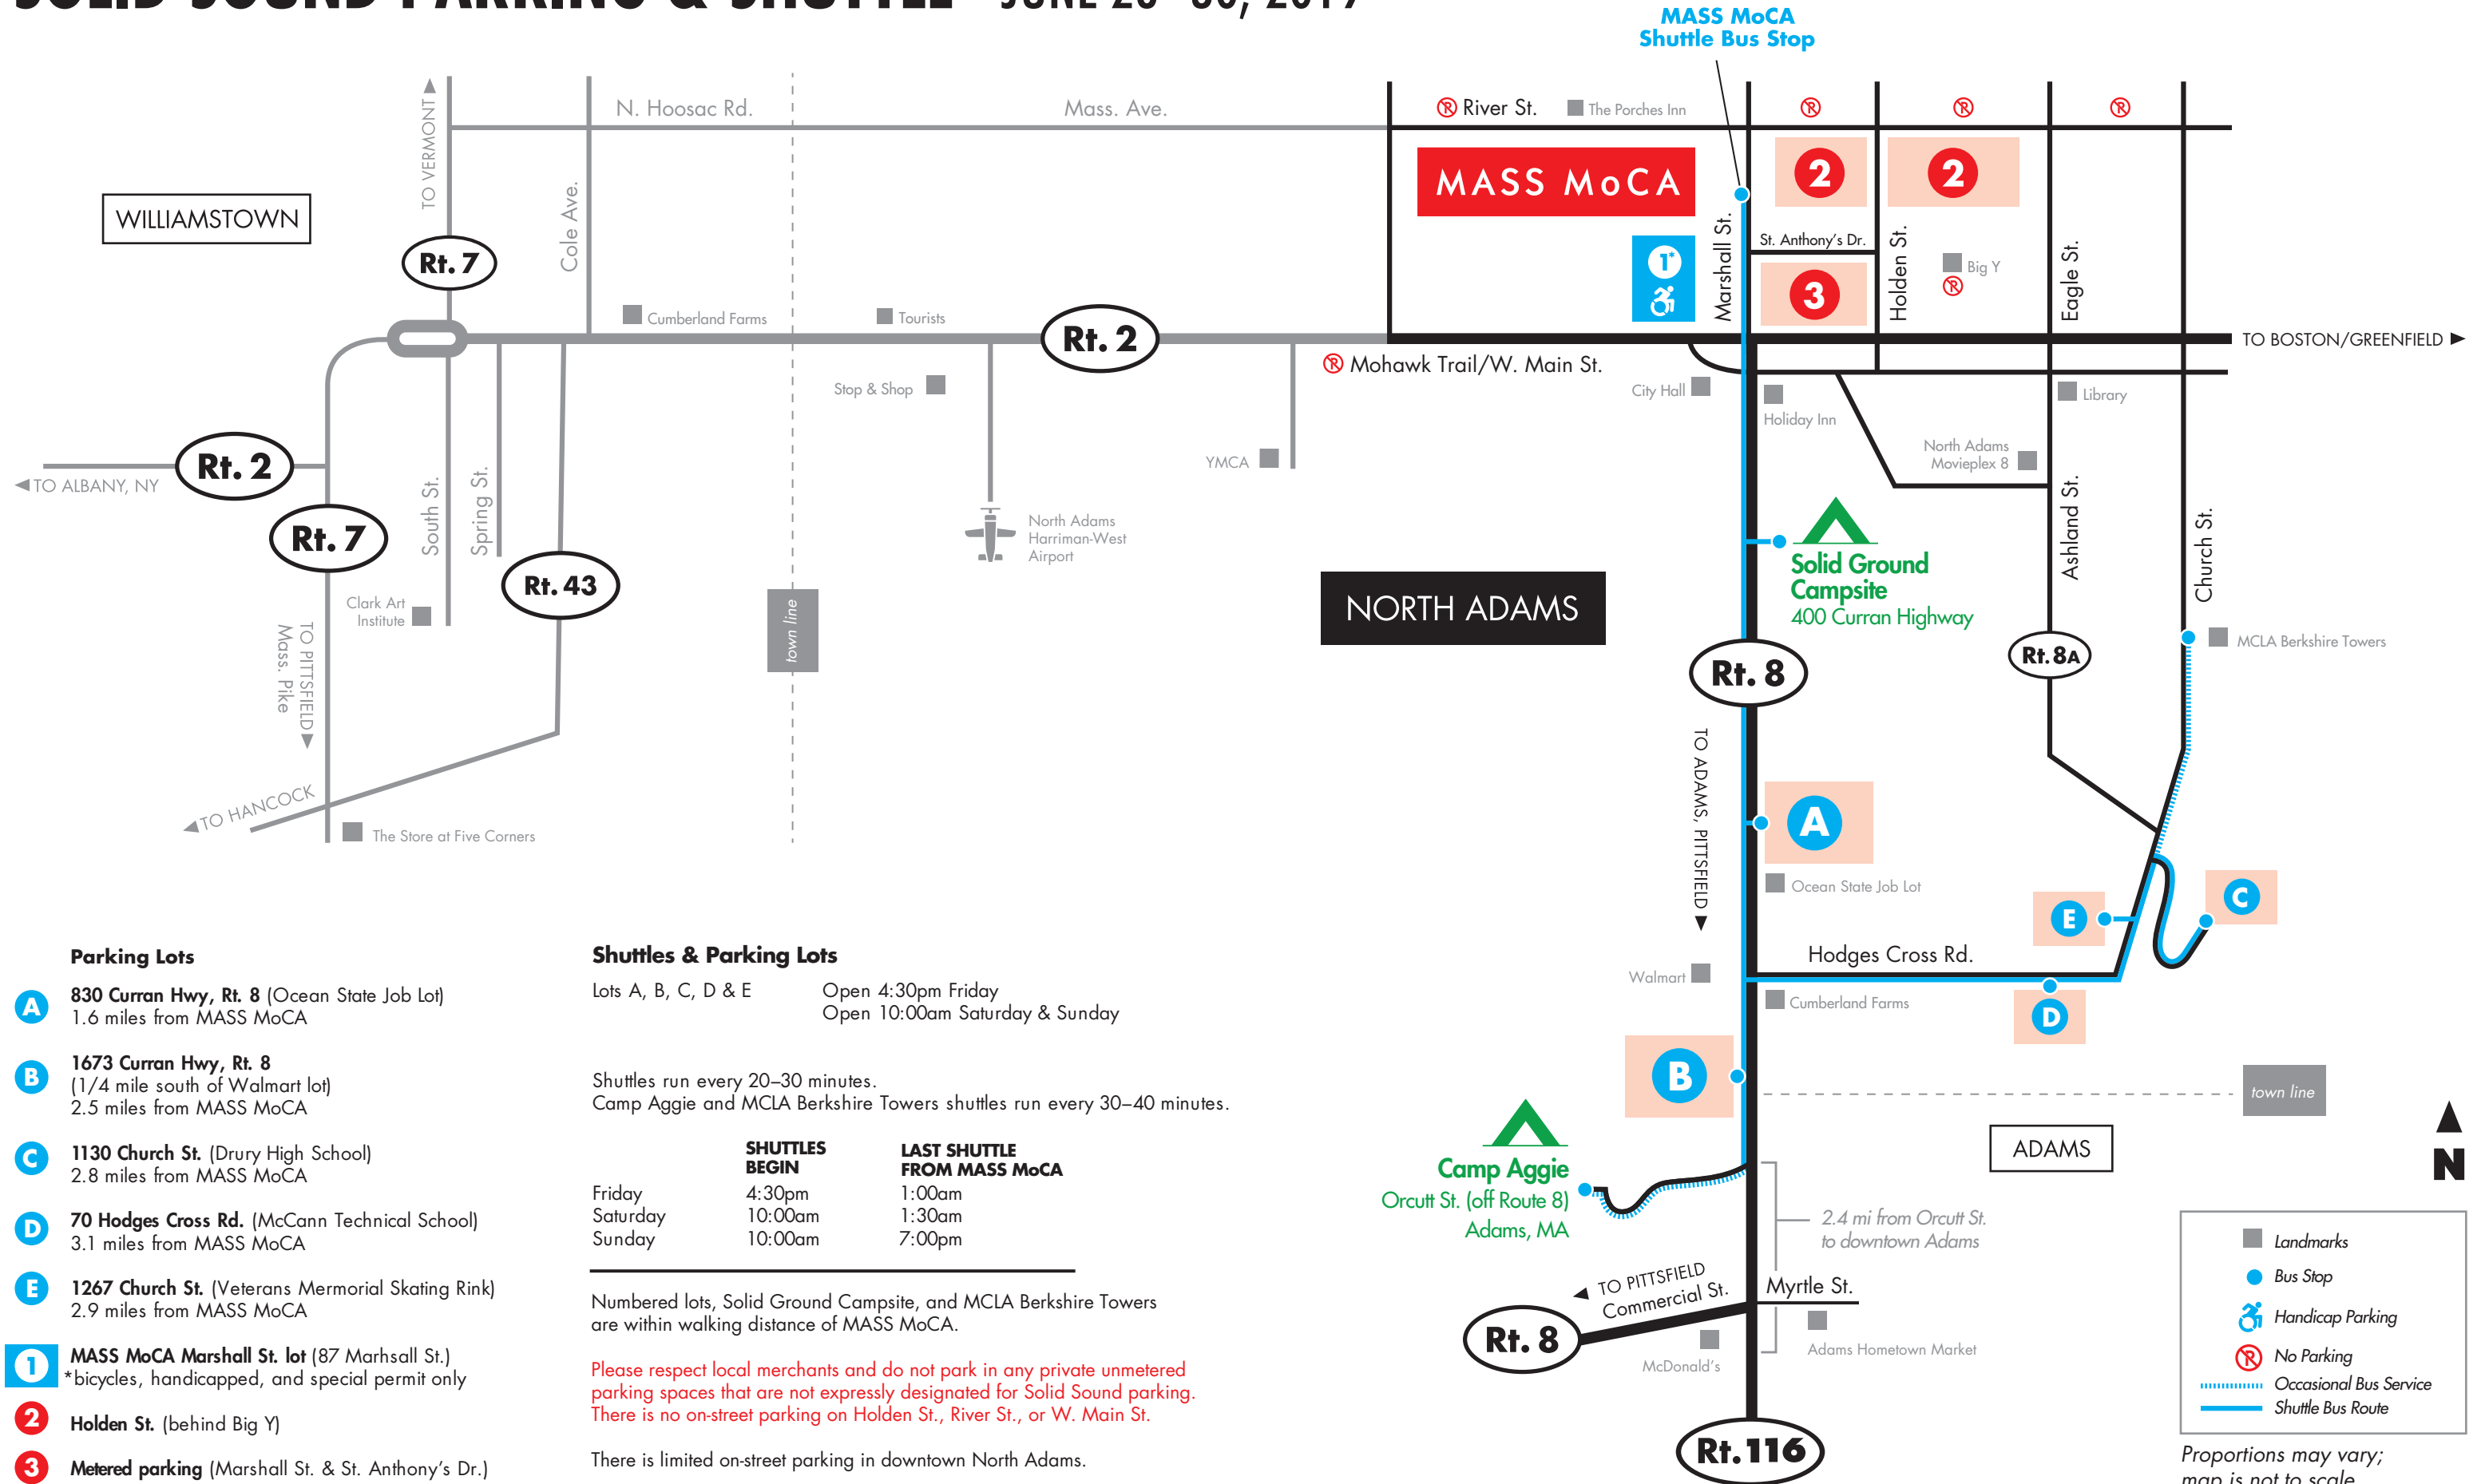 SOLID SOUND PARKING & SHUTTLE JUNE 28–30, 2019
MASS MoCA
Shuttle Bus Stop
TO VERMONT
N. Hoosac Rd.
Mass. Ave.
River St.
The Porches Inn
WILLIAMSTOWN
Cole Ave.
MASS MoCA
2
2
Marshall St.
St. Anthony's Dr.
Holden St.
Eagle St.
Rt. 7
1*
3
Big Y
Cumberland Farms
Tourists
Rt. 2
TO BOSTON/GREENFIELD
Mohawk Trail/W. Main St.
Stop & Shop
City Hall
Holiday Inn
Library
Rt. 2
TO ALBANY, NY
YMCA
North Adams
Movieplex 8
Rt. 7
South St.
Spring St.
North Adams
Harriman-West
Airport
Ashland St.
Church St.
Rt. 43
Solid Ground
Campsite
400 Curran Highway
Clark Art
Institute
town line
NORTH ADAMS
TO PITTSFIELD
Mass. Pike
Rt. 8
Rt. 8A
MCLA Berkshire Towers
TO HANCOCK
The Store at Five Corners
TO ADAMS, PITTSFIELD
A
Ocean State Job Lot
E
C
Hodges Cross Rd.
Walmart
Cumberland Farms
D
B
town line
ADAMS
Camp Aggie
Orcutt St. (off Route 8)
Adams, MA
2.4 mi from Orcutt St.
to downtown Adams
TO PITTSFIELD
Commercial St.
Myrtle St.
Rt. 8
McDonald's
Adams Hometown Market
Rt. 116
N
Parking Lots
A 830 Curran Hwy, Rt. 8 (Ocean State Job Lot)
1.6 miles from MASS MoCA
B 1673 Curran Hwy, Rt. 8
(1/4 mile south of Walmart lot)
2.5 miles from MASS MoCA
C 1130 Church St. (Drury High School)
2.8 miles from MASS MoCA
D 70 Hodges Cross Rd. (McCann Technical School)
3.1 miles from MASS MoCA
E 1267 Church St. (Veterans Mermorial Skating Rink)
2.9 miles from MASS MoCA
1 MASS MoCA Marshall St. lot (87 Marhsall St.)
*bicycles, handicapped, and special permit only
2 Holden St. (behind Big Y)
3 Metered parking (Marshall St. & St. Anthony's Dr.)
Shuttles & Parking Lots
Lots A, B, C, D & E Open 4:30pm Friday
Open 10:00am Saturday & Sunday
Shuttles run every 20–30 minutes.
Camp Aggie and MCLA Berkshire Towers shuttles run every 30–40 minutes.
SHUTTLES LAST SHUTTLE
BEGIN FROM MASS MoCA
Friday 4:30pm 1:00am
Saturday 10:00am 1:30am
Sunday 10:00am 7:00pm
Numbered lots, Solid Ground Campsite, and MCLA Berkshire Towers
are within walking distance of MASS MoCA.
Please respect local merchants and do not park in any private unmetered
parking spaces that are not expressly designated for Solid Sound parking.
There is no on-street parking on Holden St., River St., or W. Main St.
There is limited on-street parking in downtown North Adams.
Landmarks
Bus Stop
Handicap Parking
No Parking
Occasional Bus Service
Shuttle Bus Route
Proportions may vary;
map is not to scale